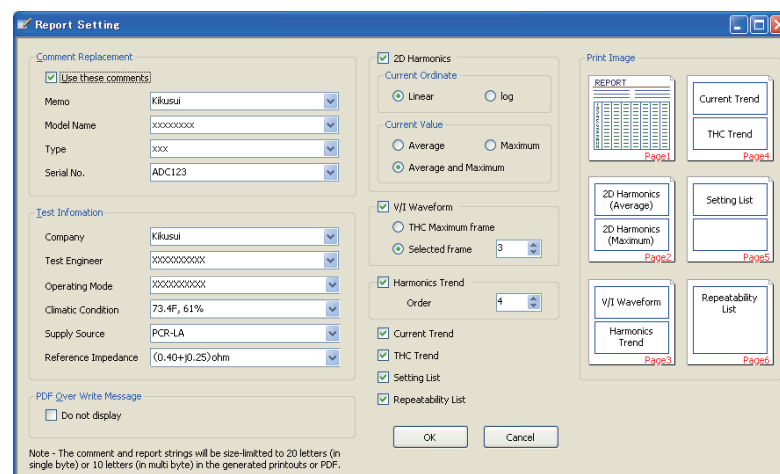 Report Setting
Comment Replacement
Use these comments
Memo
Kikusui
Model Name
xxxxxxxx
Type
xxx
Serial No.
ADC123
Test Infomation
Company
Kikusui
Test Engineer
XXXXXXXXXX
Operating Mode
XXXXXXXXXX
Climatic Condition
73.4F, 61%
Supply Source
PCR-LA
Reference Impedance
(0.40+j0.25)ohm
PDF Over Write Message
Do not display
Note - The comment and report strings will be size-limitted to 20 letters (in
single byte) or 10 letters (in multi byte) in the generated printouts or PDF.
2D Harmonics
Current Ordinate
Linear
log
Current Value
Average
Maximum
Average and Maximum
V/I Waveform
THC Maximum frame
Selected frame
3
Harmonics Trend
Order
4
Current Trend
THC Trend
Setting List
Repeatability List
OK
Cancel
Print Image
REPORT
Page1
Current Trend
THC Trend
Page4
2D Harmonics
(Average)
2D Harmonics
(Maximum)
Page2
Setting List
Page5
V/I Waveform
Harmonics
Trend
Page3
Repeatability
List
Page6